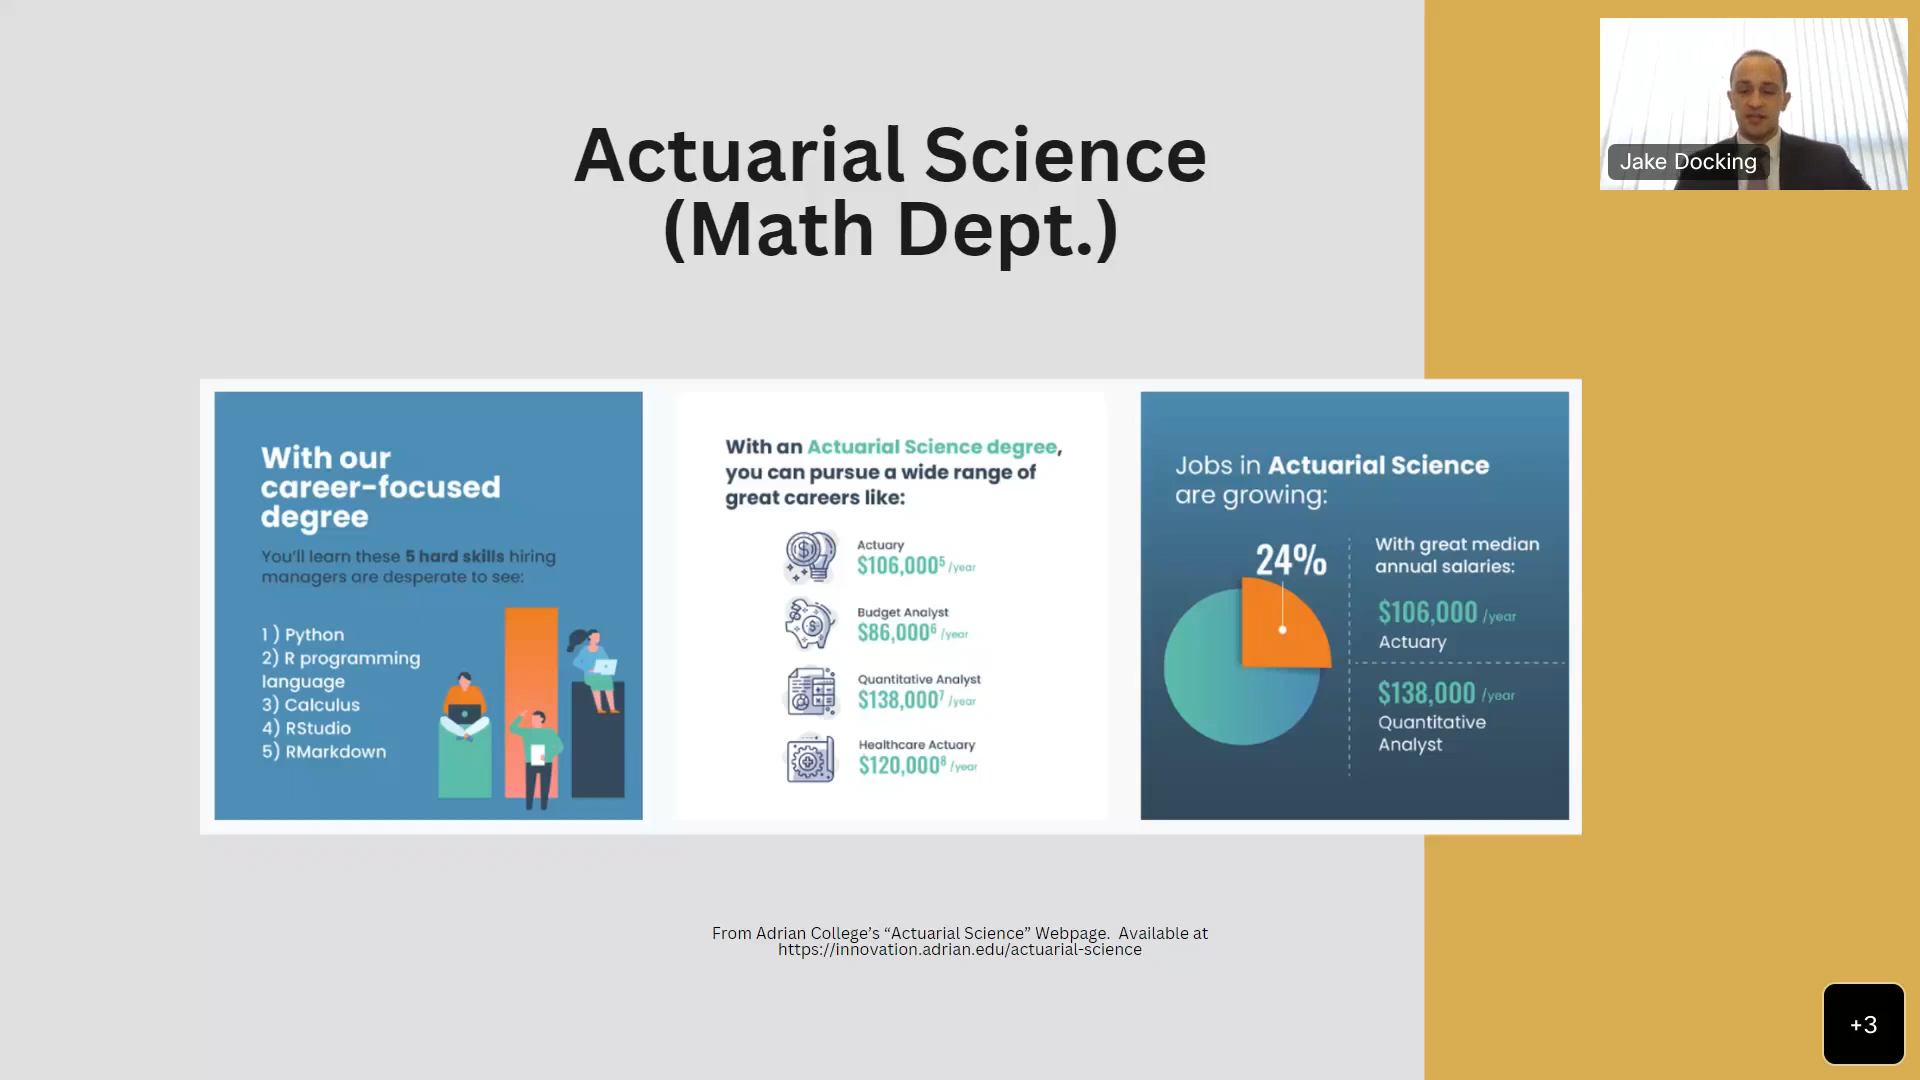 Actuarial Science
(Math Dept.)
Jake Docking
With our
career-focused
degree
You'll learn these 5 hard skills hiring
managers are desperate to see:
1 ) Python
2) R programming
language
3) Calculus
4) RStudio
5) RMarkdown
With an Actuarial Science degree,
you can pursue a wide range of
great careers like:
Actuary
$106,000⁵ /year
Budget Analyst
$86,000⁶ /year
Quantitative Analyst
$138,000⁷ /year
Healthcare Actuary
$120,000⁸ /year
Jobs in Actuarial Science
are growing:
24%
With great median
annual salaries:
$106,000 /year
Actuary
$138,000 /year
Quantitative
Analyst
From Adrian College’s “Actuarial Science” Webpage.  Available at
https://innovation.adrian.edu/actuarial-science
+3